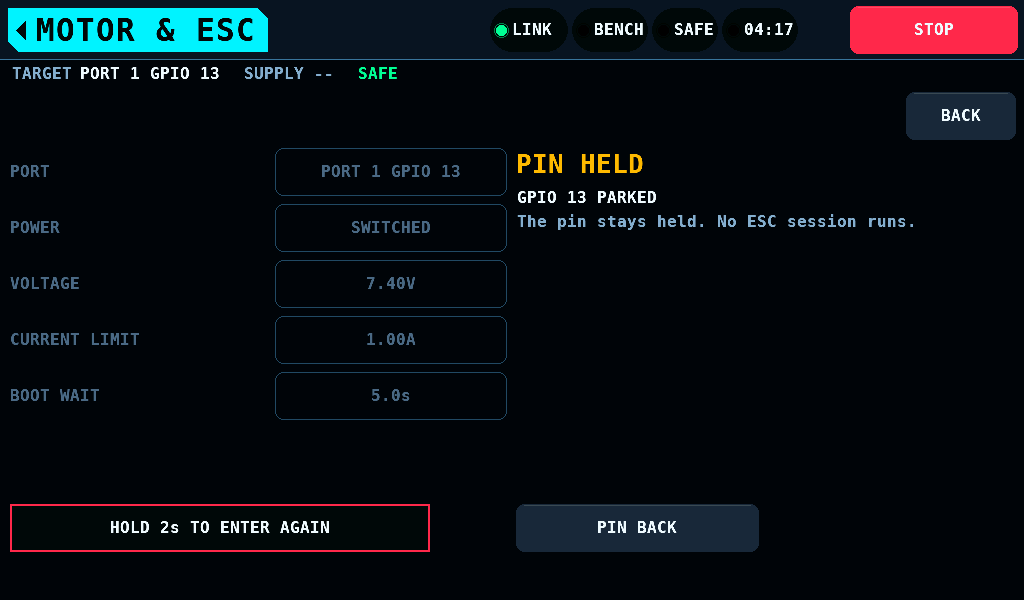 MOTOR & ESC
LINK
BENCH
SAFE
04:17
STOP
TARGET PORT 1 GPIO 13 SUPPLY -- SAFE
BACK
PORT
PORT 1 GPIO 13
POWER
SWITCHED
VOLTAGE
7.40V
CURRENT LIMIT
1.00A
BOOT WAIT
5.0s
PIN HELD
GPIO 13 PARKED
The pin stays held. No ESC session runs.
HOLD 2s TO ENTER AGAIN
PIN BACK